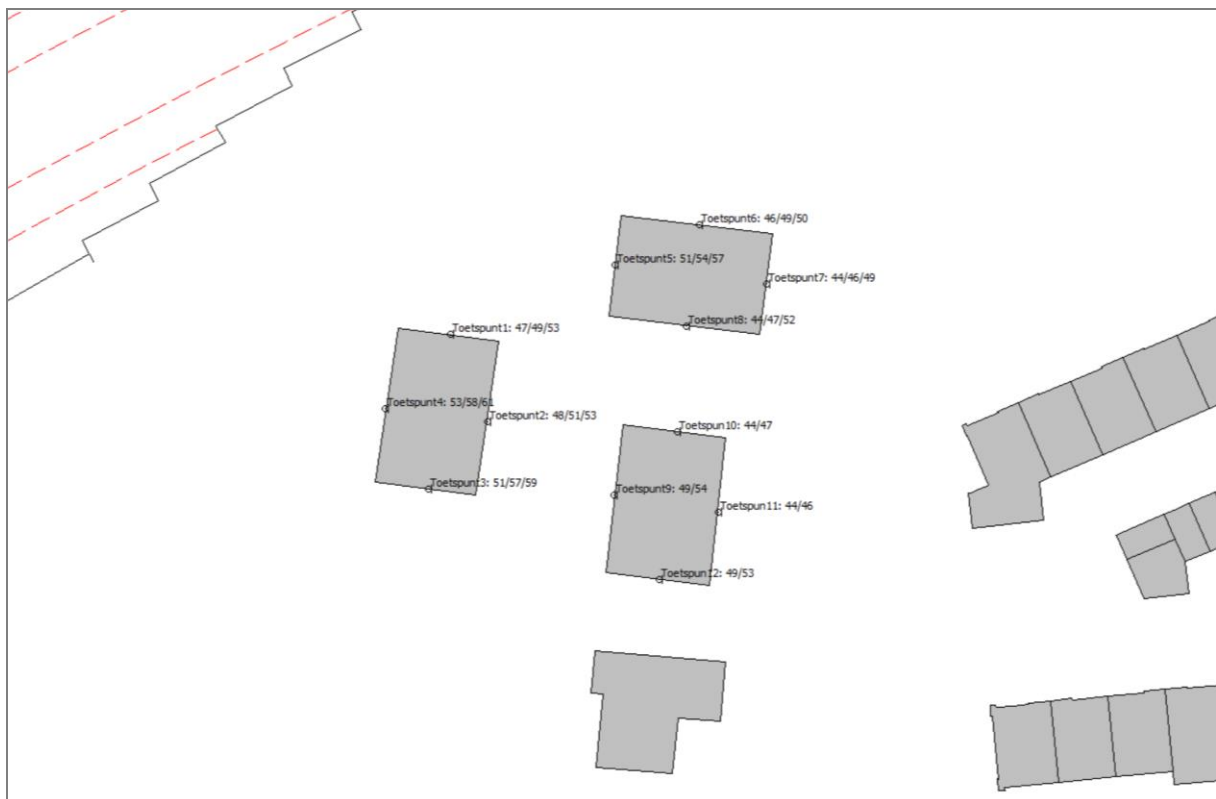 Toetspunt6: 46/49/50
Toetspunt5: 51/54/57
Toetspunt7: 44/46/49
Toetspunt8: 44/47/52
Toetspunt1: 47/49/53
Toetspunt4: 53/58/61
Toetspunt2: 48/51/53
Toetspunt3: 51/57/59
Toetspun10: 44/47
Toetspunt9: 49/54
Toetspun11: 44/46
Toetspun12: 49/53